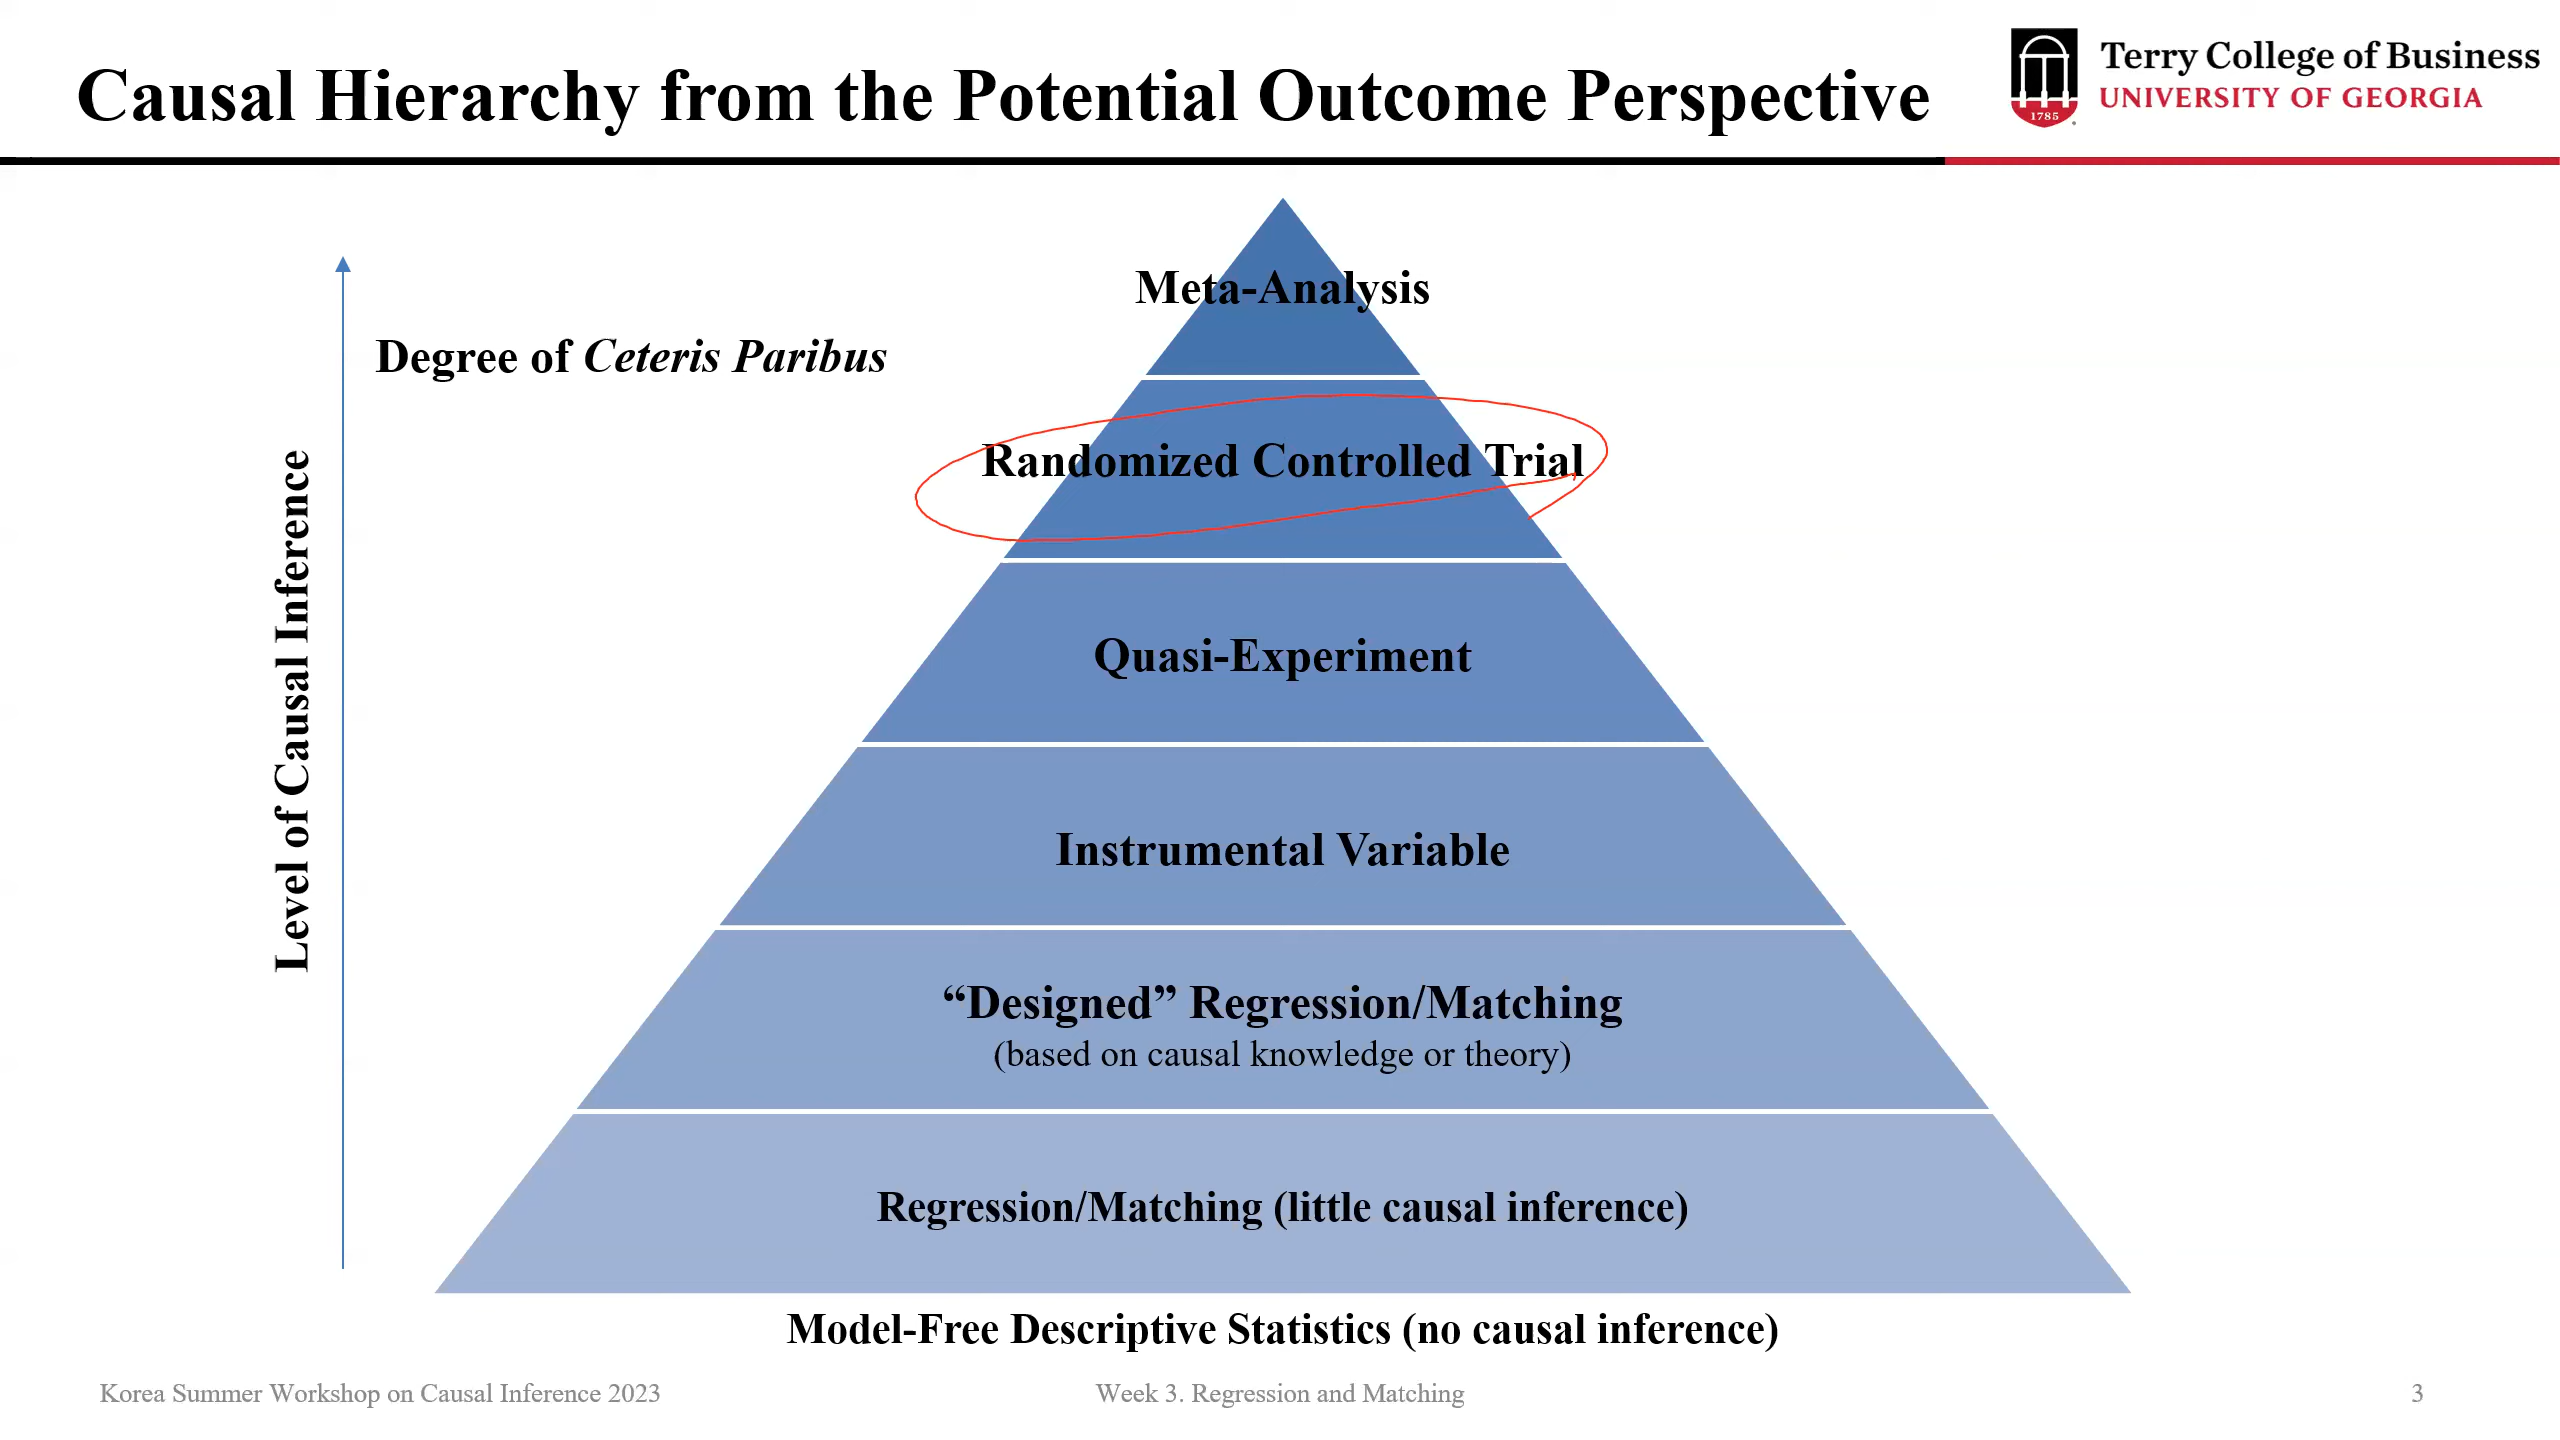 Causal Hierarchy from the Potential Outcome Perspective
Terry College of Business
UNIVERSITY OF GEORGIA
1785
Meta-Analysis
Degree of Ceteris Paribus
Randomized Controlled Trial
Level of Causal Inference
Quasi-Experiment
Instrumental Variable
“Designed” Regression/Matching
(based on causal knowledge or theory)
Regression/Matching (little causal inference)
Model-Free Descriptive Statistics (no causal inference)
Korea Summer Workshop on Causal Inference 2023
Week 3. Regression and Matching
3